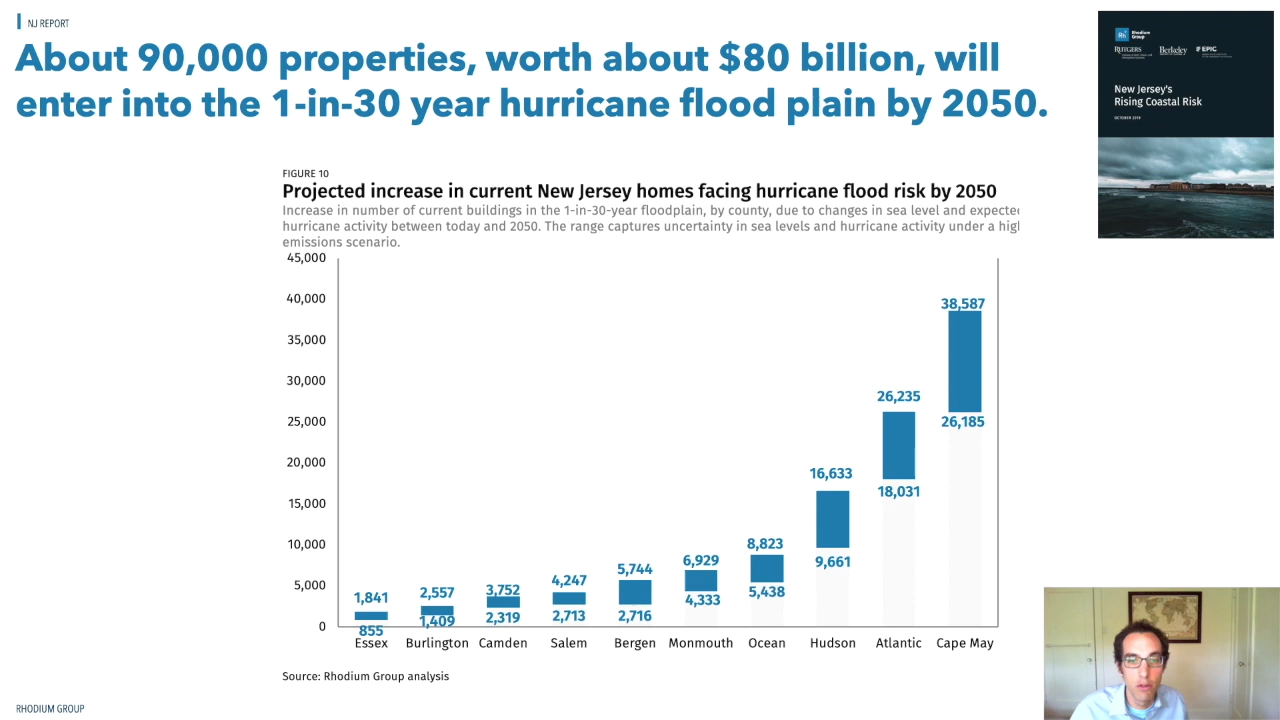 NJ REPORT
About 90,000 properties, worth about $80 billion, will
enter into the 1-in-30 year hurricane flood plain by 2050.
Rhodium
Group
RUTGERS
Berkeley
EPIC
New Jersey's
Rising Coastal Risk
OCTOBER 2019
FIGURE 10
Projected increase in current New Jersey homes facing hurricane flood risk by 2050
Increase in number of current buildings in the 1-in-30-year floodplain, by county, due to changes in sea level and expecte
hurricane activity between today and 2050. The range captures uncertainty in sea levels and hurricane activity under a hig
emissions scenario.
45,000
40,000
35,000
30,000
25,000
20,000
15,000
10,000
5,000
0
1,841
855
2,557
1,409
3,752
2,319
4,247
2,713
5,744
2,716
6,929
4,333
8,823
5,438
16,633
9,661
26,235
18,031
38,587
26,185
Essex Burlington Camden Salem Bergen Monmouth Ocean Hudson Atlantic Cape May
Source: Rhodium Group analysis
RHODIUM GROUP